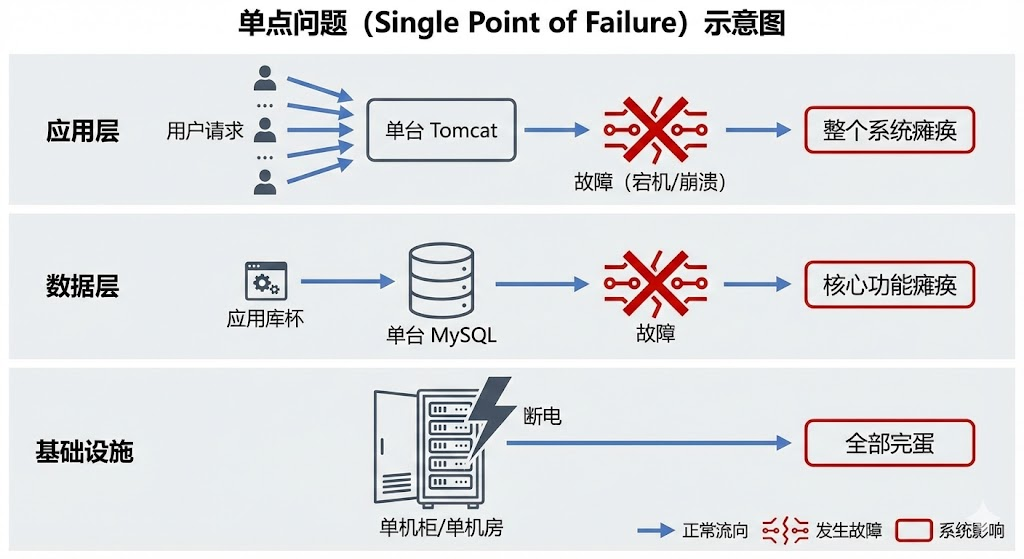 单点问题（Single Point of Failure）示意图
应用层
用户请求
...
...
单台 Tomcat
故障（宕机/崩溃）
整个系统瘫痪
数据层
应用库杯
单台 MySQL
故障
核心功能瘫痪
基础设施
断电
单机柜/单机房
全部完蛋
正常流向
发生故障
系统影响